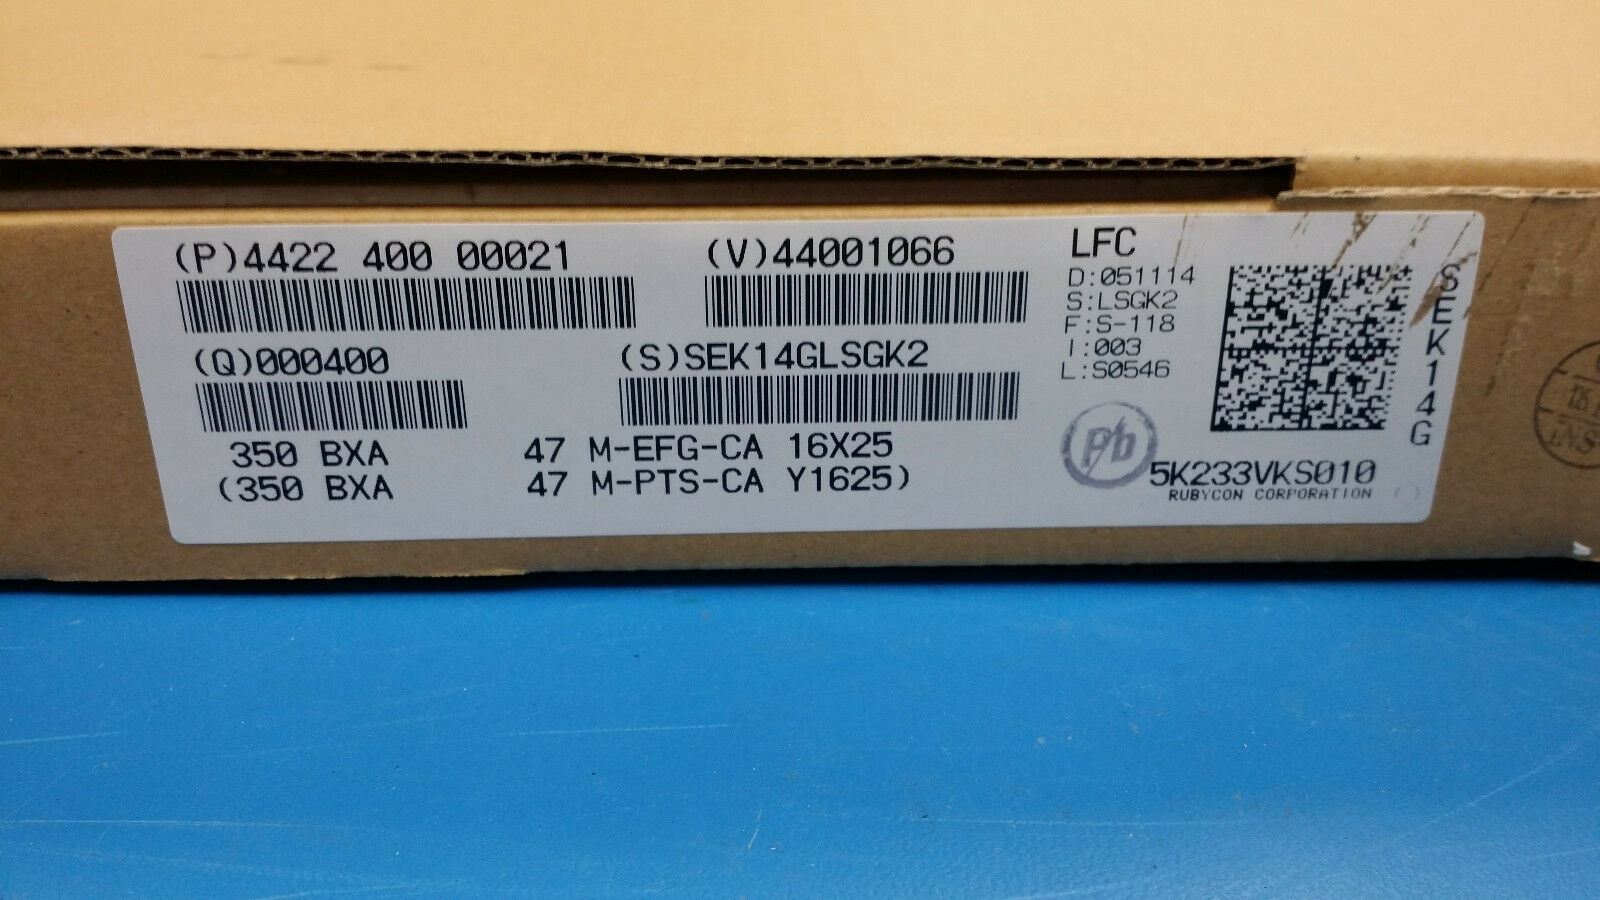 (P)4422 400 00021
(V)44001066
(Q)000400
(S)SEK14GLSGK2
350 BXA 47 M-EFG-CA 16X25
(350 BXA 47 M-PTS-CA Y1625)
LFC
D:051114
S:LSGK2
F:S-118
I:003
L:S0546
Pb
SEK14G
5K233VKS010
RUBYCON CORPORATION